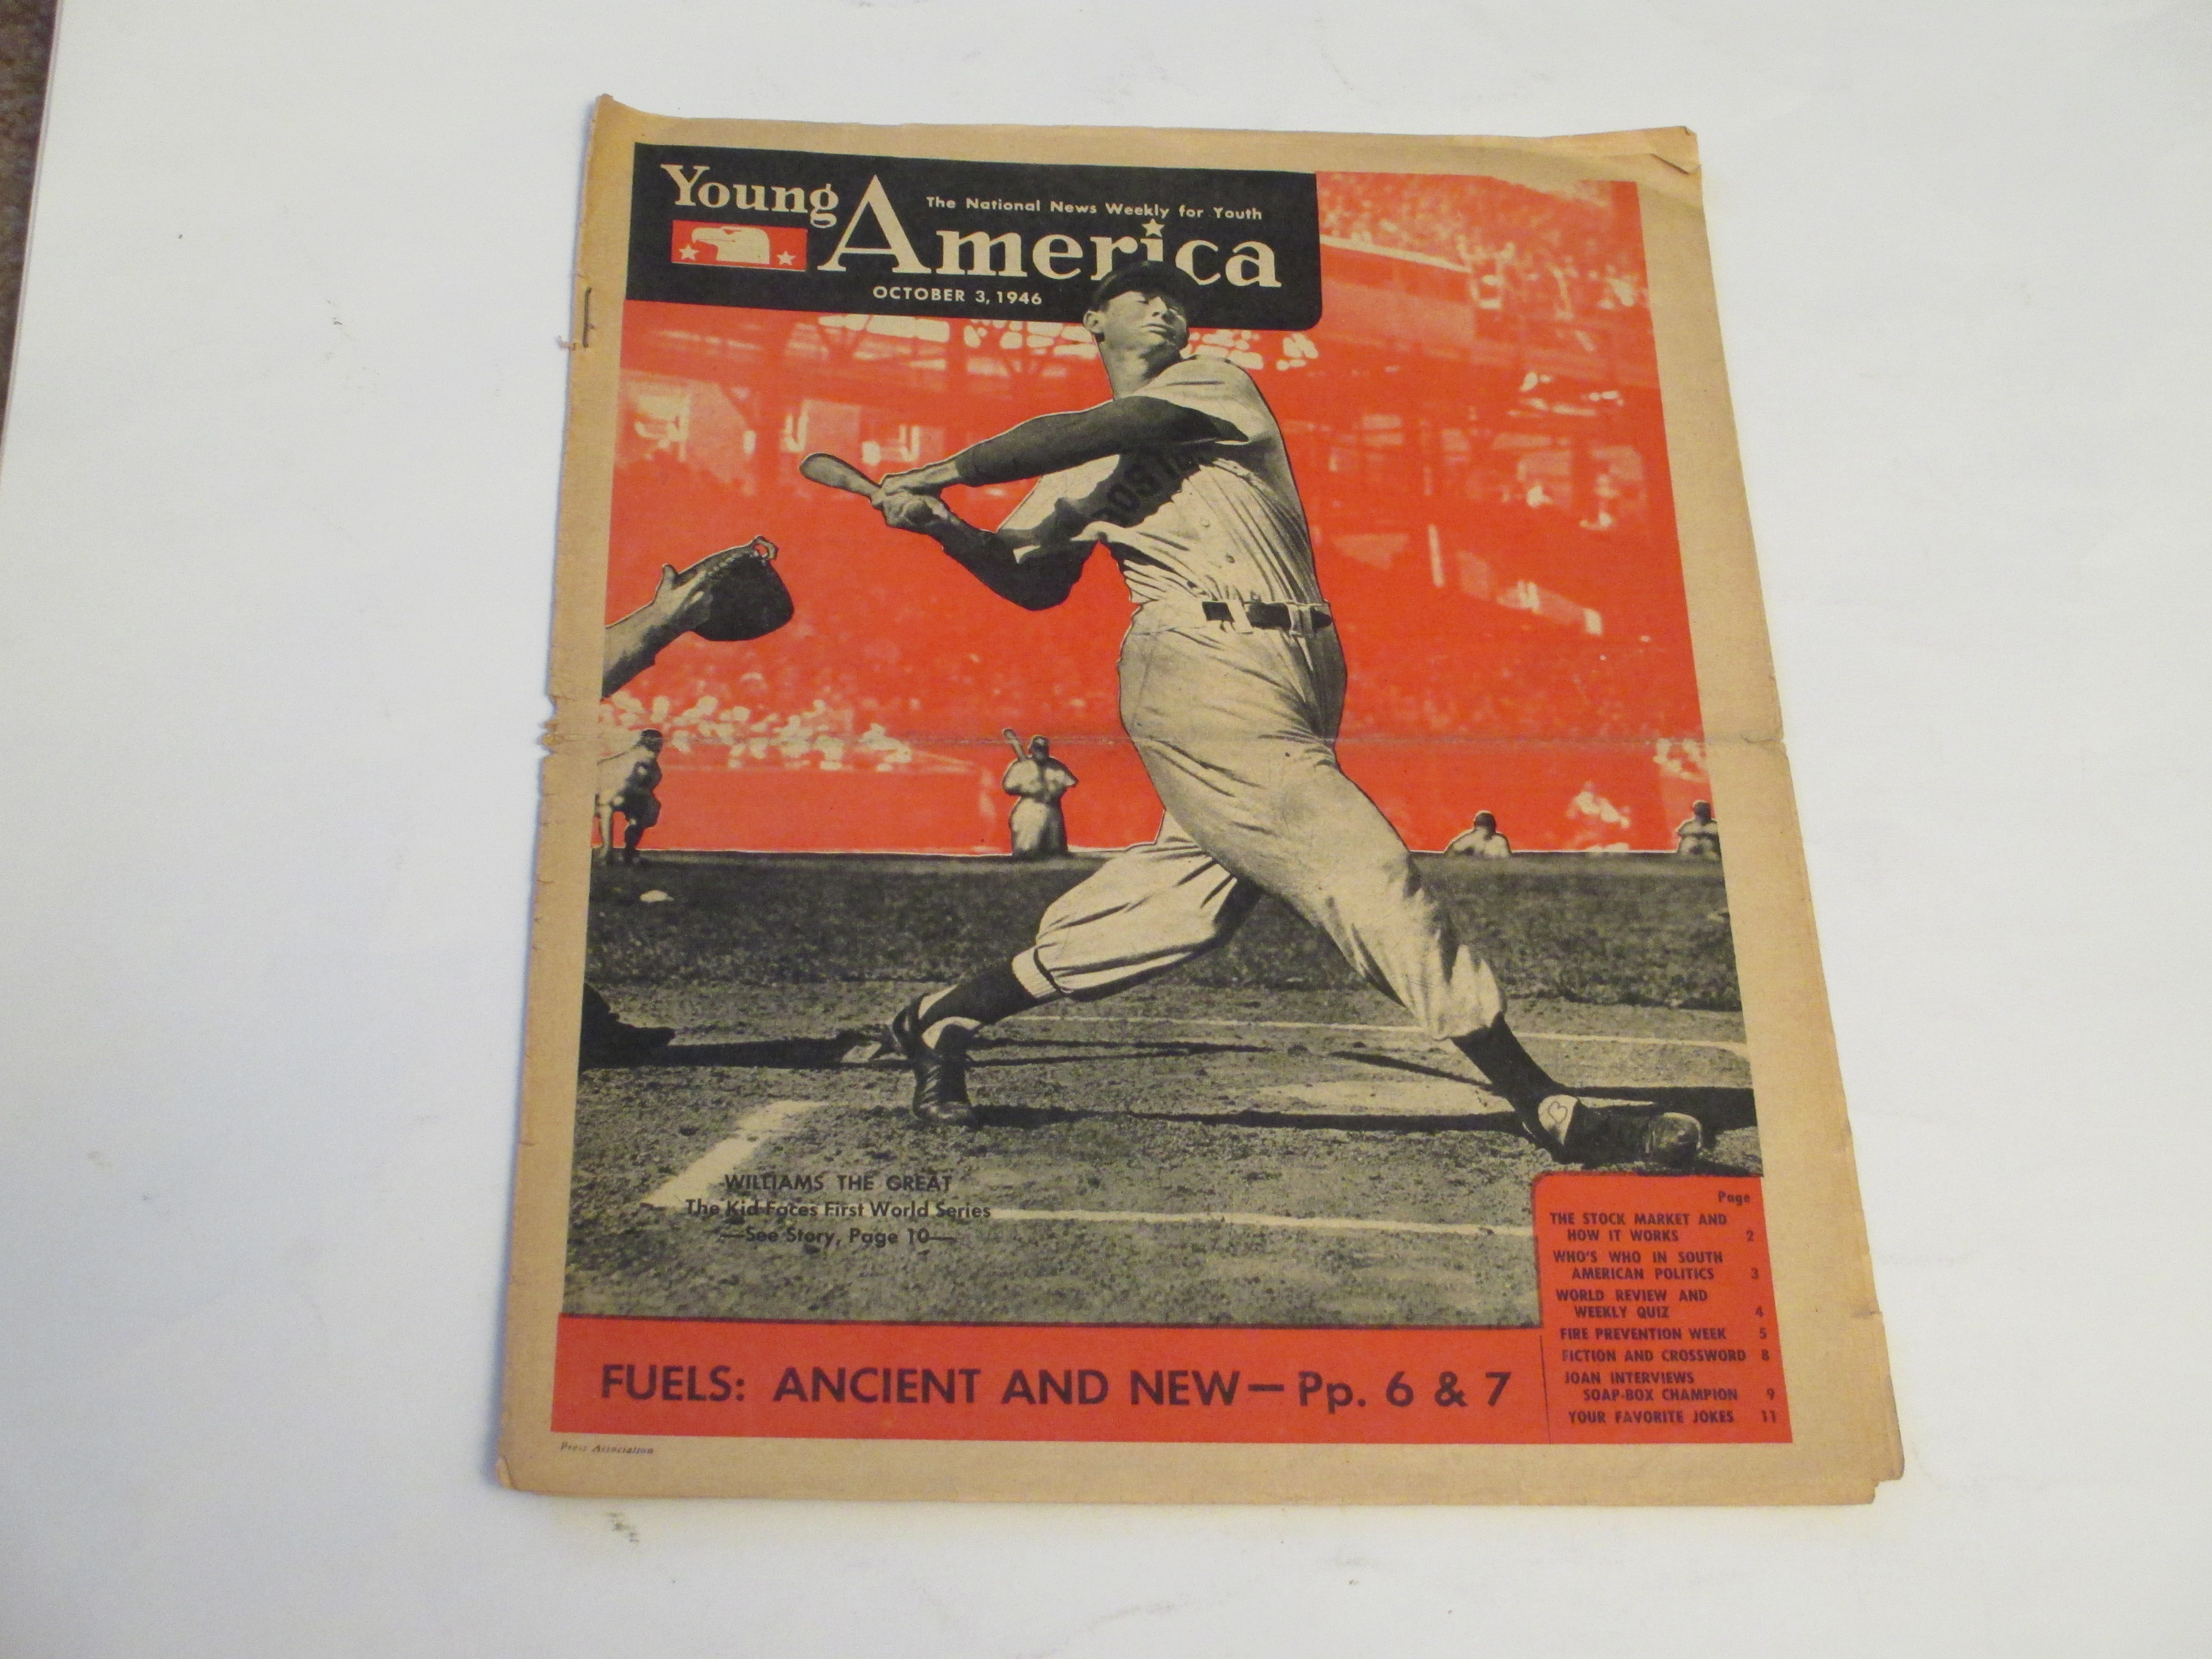 Young
The National News Weekly for Youth
America
OCTOBER 3, 1946
BOSTON
WILLIAMS THE GREAT
The Kid Faces First World Series
—See Story, Page 10—
Page
THE STOCK MARKET AND
HOW IT WORKS 2
WHO'S WHO IN SOUTH
AMERICAN POLITICS 3
WORLD REVIEW AND
WEEKLY QUIZ 4
FIRE PREVENTION WEEK 5
FICTION AND CROSSWORD 8
JOAN INTERVIEWS
SOAP-BOX CHAMPION 9
YOUR FAVORITE JOKES 11
FUELS: ANCIENT AND NEW — Pp. 6 & 7
Press Association